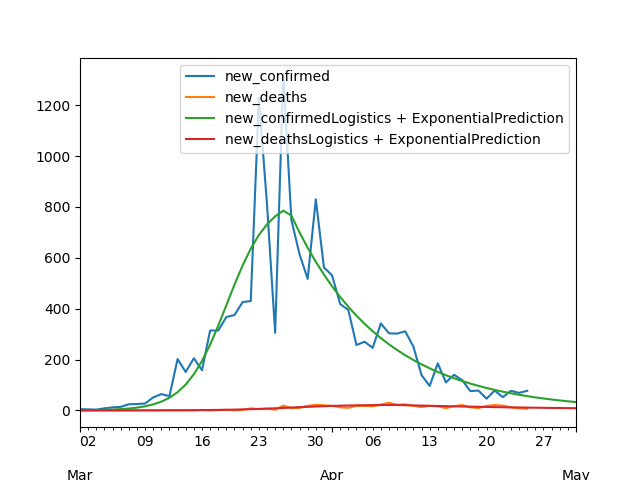 new_confirmed
new_deaths
new_confirmedLogistics + ExponentialPrediction
new_deathsLogistics + ExponentialPrediction
1200
1000
800
600
400
200
0
02 09 16 23 30 06 13 20 27
Mar Apr May